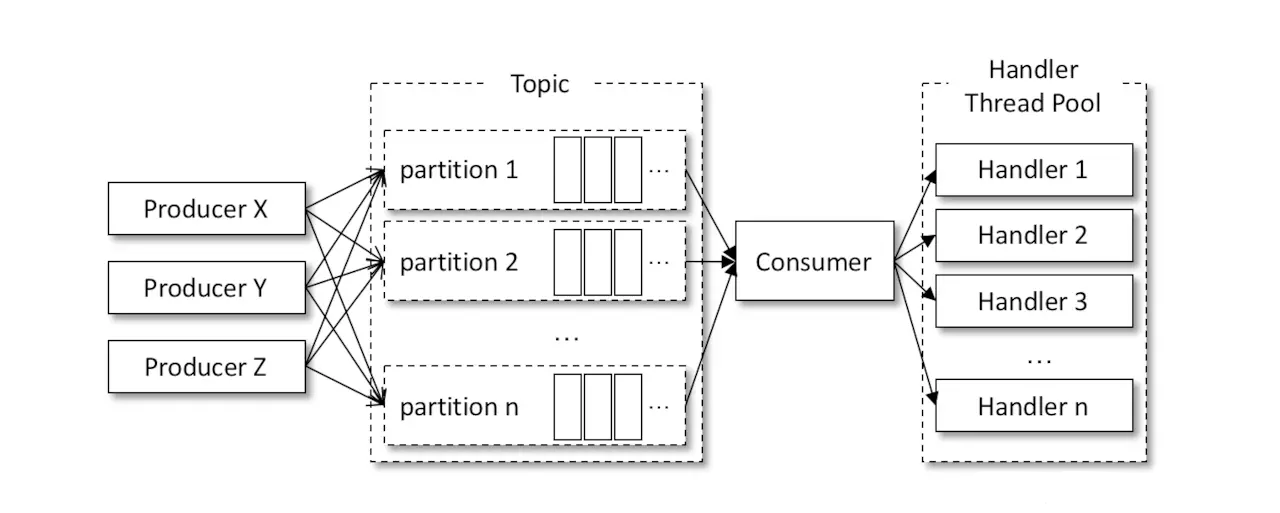 Topic
Handler
Thread Pool
Producer X
Producer Y
Producer Z
partition 1 ...
partition 2 ...
...
partition n ...
Consumer
Handler 1
Handler 2
Handler 3
...
Handler n